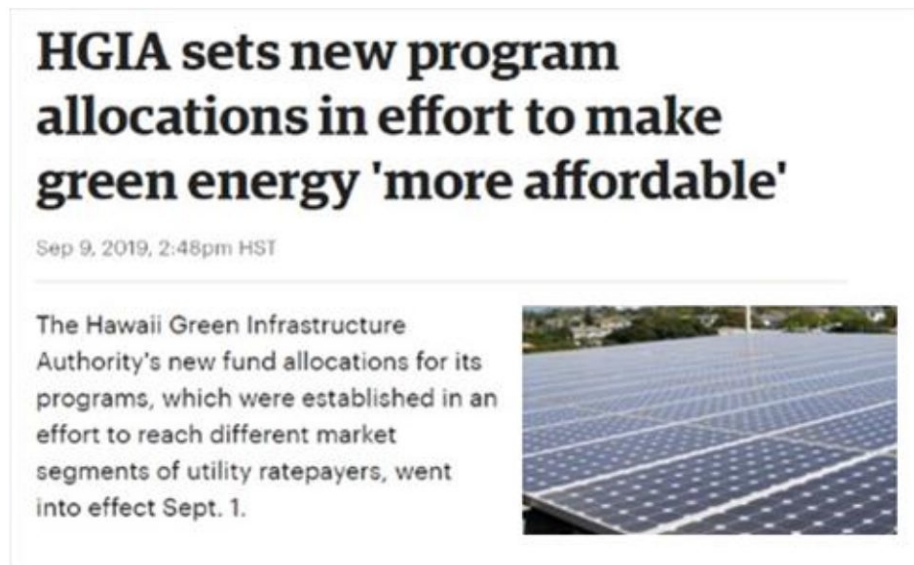 HGIA sets new program
allocations in effort to make
green energy 'more affordable'
Sep 9, 2019, 2:48pm HST
The Hawaii Green Infrastructure
Authority's new fund allocations for its
programs, which were established in an
effort to reach different market
segments of utility ratepayers, went
into effect Sept. 1.